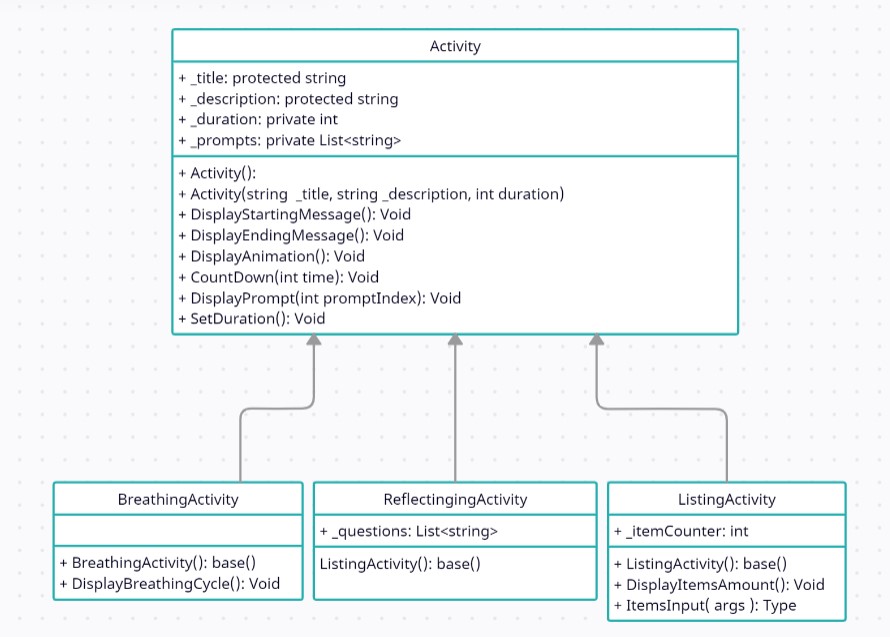 Activity
+ _title: protected string
+ _description: protected string
+ _duration: private int
+ _prompts: private List<string>
+ Activity():
+ Activity(string  _title, string _description, int duration)
+ DisplayStartingMessage(): Void
+ DisplayEndingMessage(): Void
+ DisplayAnimation(): Void
+ CountDown(int time): Void
+ DisplayPrompt(int promptIndex): Void
+ SetDuration(): Void
BreathingActivity
+ BreathingActivity(): base()
+ DisplayBreathingCycle(): Void
ReflectingingActivity
+ _questions: List<string>
ListingActivity(): base()
ListingActivity
+ _itemCounter: int
+ ListingActivity(): base()
+ DisplayItemsAmount(): Void
+ ItemsInput( args ): Type